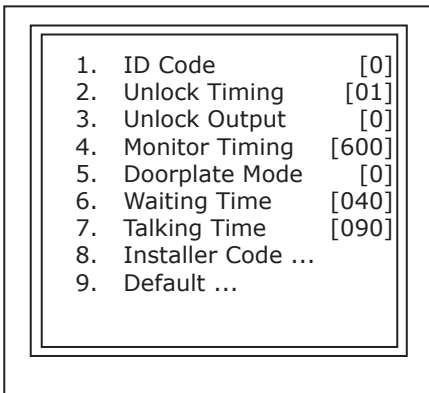 1. ID Code [0]
2. Unlock Timing [01]
3. Unlock Output [0]
4. Monitor Timing [600]
5. Doorplate Mode [0]
6. Waiting Time [040]
7. Talking Time [090]
8. Installer Code ...
9. Default ...